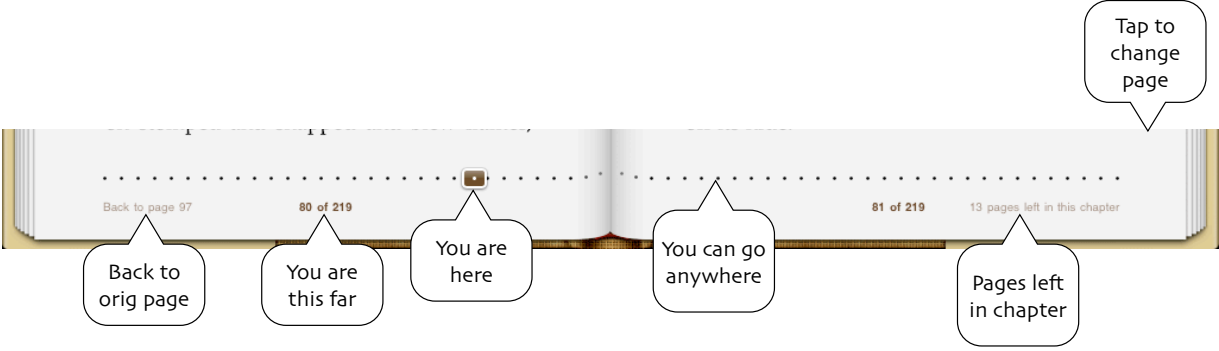 Tap to
change
page
Back to page 97
80 of 219
81 of 219
13 pages left in this chapter
Back to
orig page
You are
this far
You are
here
You can go
anywhere
Pages left
in chapter